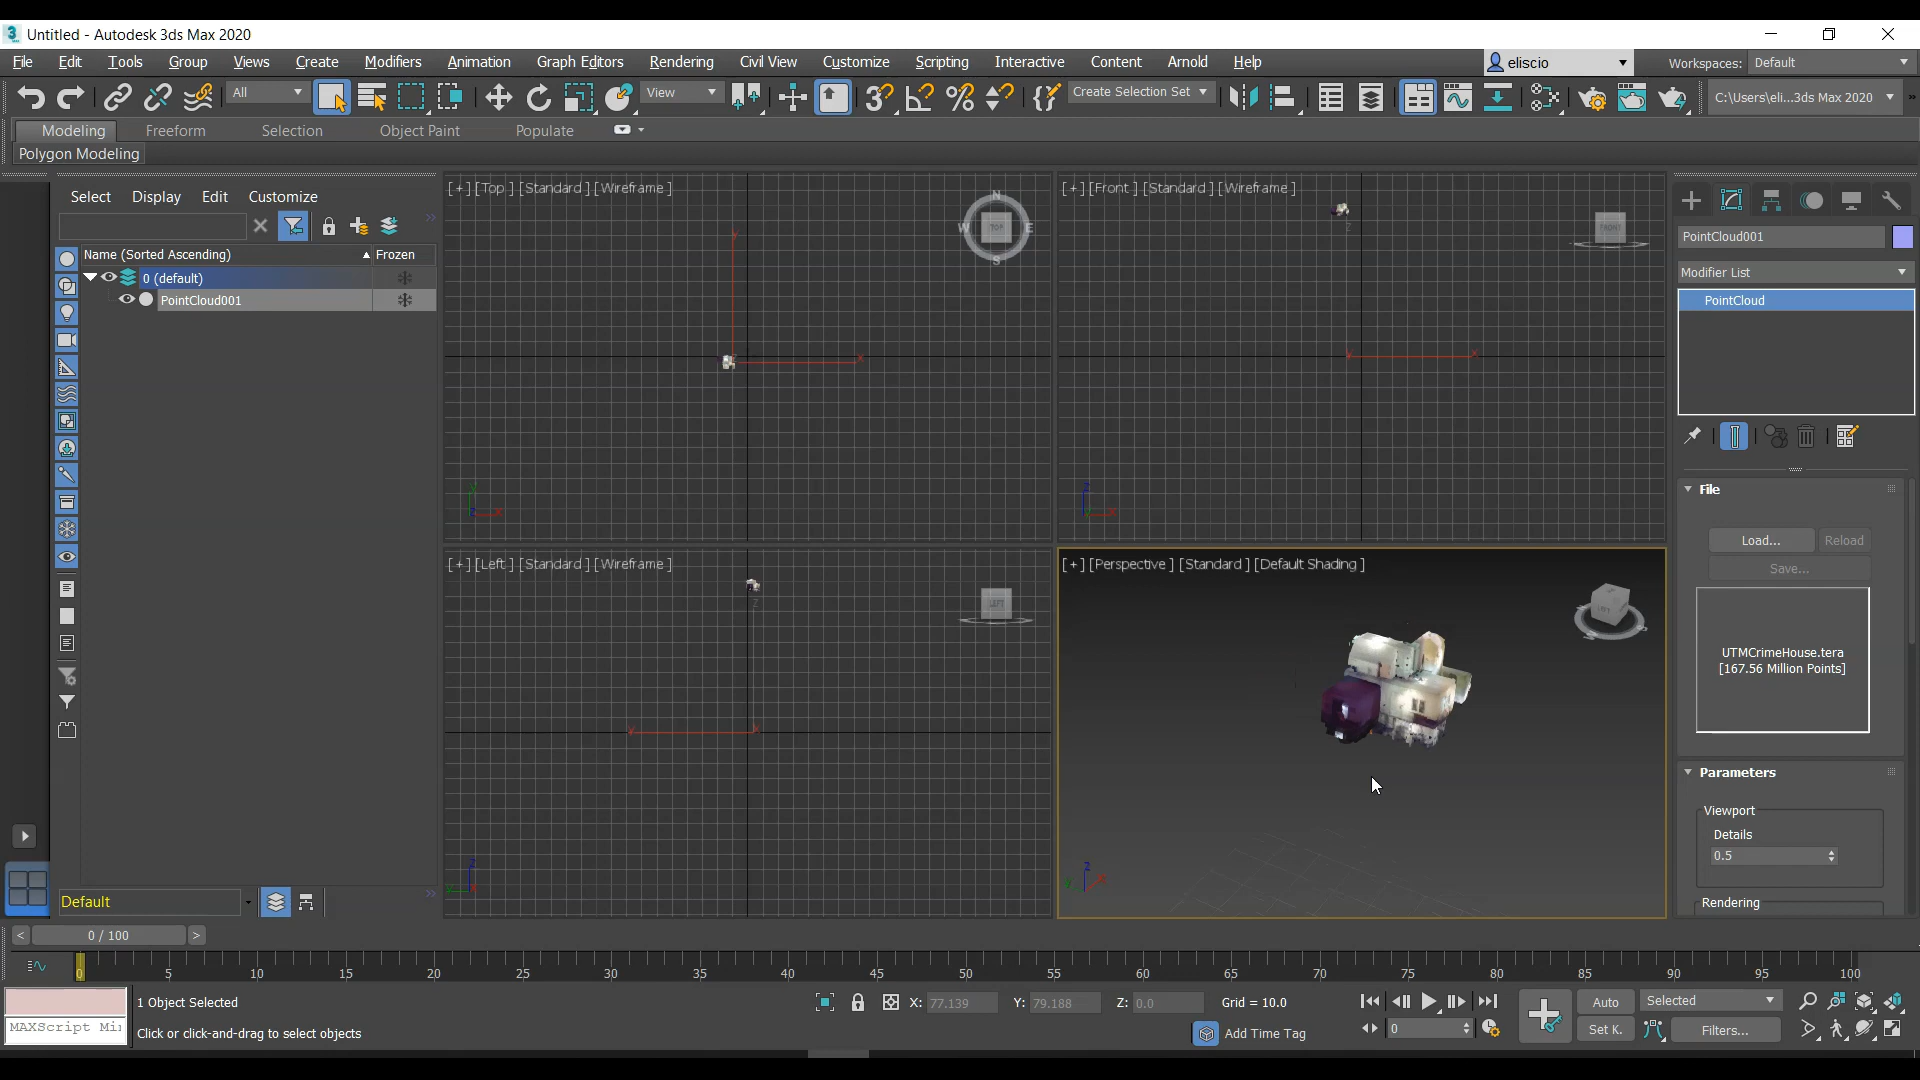 Untitled - Autodesk 3ds Max 2020
File Edit Tools Group Views Create Modifiers Animation Graph Editors Rendering Civil View Customize Scripting Interactive Content Arnold Help
eliscio
Workspaces: Default
All
View
Create Selection Set
C:\Users\eli...3ds Max 2020
Modeling Freeform Selection Object Paint Populate
Polygon Modeling
Select Display Edit Customize
Name (Sorted Ascending) Frozen
0 (default)
PointCloud001
Default
[+] [Top ] [Standard ] [Wireframe ]
N
W TOP E
S
[+] [Front ] [Standard ] [Wireframe ]
FRONT
[+] [Left ] [Standard ] [Wireframe ]
LEFT
[+] [Perspective ] [Standard ] [Default Shading ]
PointCloud001
Modifier List
PointCloud
File
Load... Reload
Save...
UTMCrimeHouse.tera
[167.56 Million Points]
Parameters
Viewport
Details
0.5
Rendering
< 0 / 100 >
0 5 10 15 20 25 30 35 40 45 50 55 60 65 70 75 80 85 90 95 100
1 Object Selected
X: 77.139 Y: 79.188 Z: 0.0 Grid = 10.0
Auto Selected
MAXScript Mi
Click or click-and-drag to select objects
Add Time Tag
0
Set K. Filters...